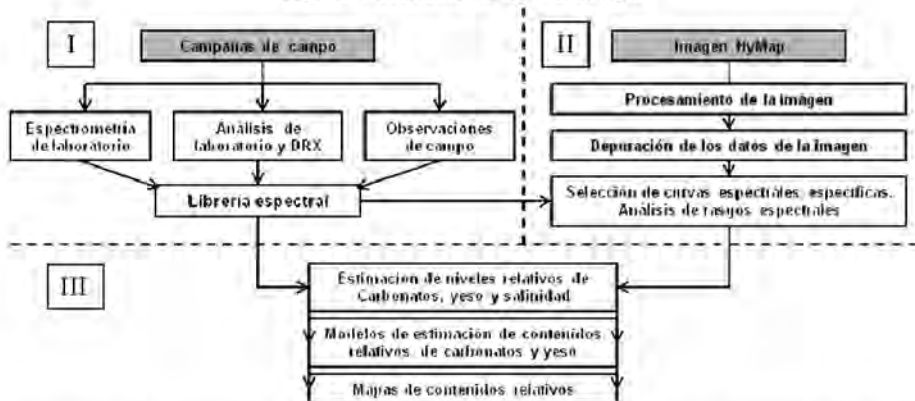 I
Campañas de campo
II
Imagen HyMap
Procesamiento de la imágen
Espectrometría
de laboratorio
Análisis de
laboratorio y DRX
Observaciones
de campo
Depuración de los datos de la imagen
Librería espectral
Selección de curvas espectrales, específicas.
Análisis de rasgos espectrales
III
Estimación de niveles relativos de
Carbonatos, yeso y salinidad
Modelos de estimación de contenidos
relativos de carbonatos y yeso
Mapas de contenidos relativos